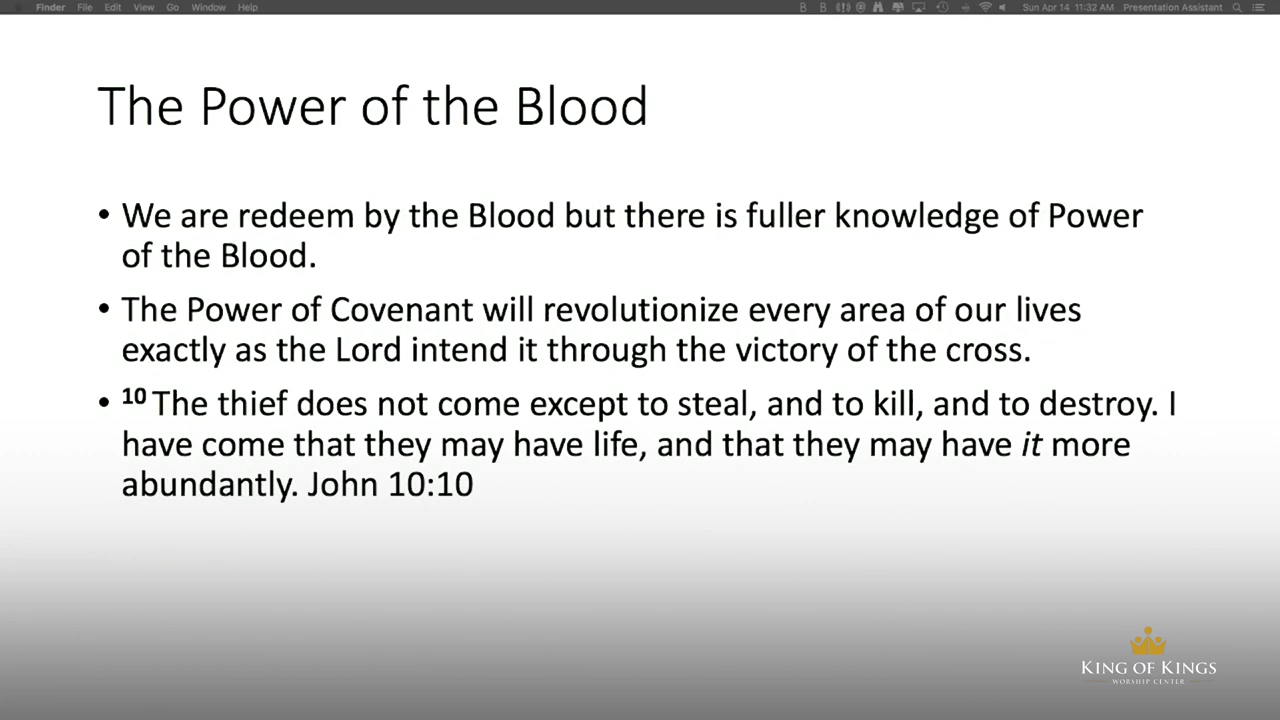 Finder File Edit View Go Window Help Sun Apr 14 11:32 AM Presentation Assistant
The Power of the Blood
• We are redeem by the Blood but there is fuller knowledge of Power
of the Blood.
• The Power of Covenant will revolutionize every area of our lives
exactly as the Lord intend it through the victory of the cross.
• 10 The thief does not come except to steal, and to kill, and to destroy. I
have come that they may have life, and that they may have it more
abundantly. John 10:10
KING OF KINGS
WORSHIP CENTER